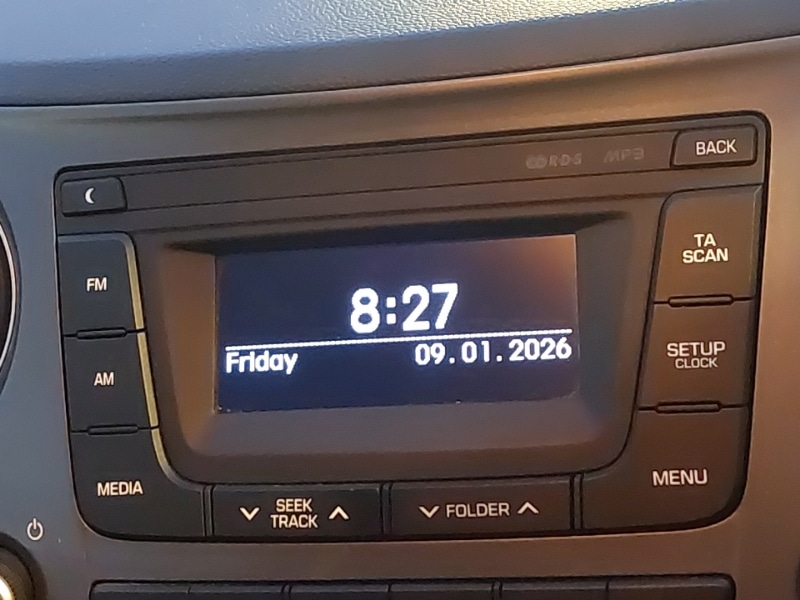 RDS MP3
BACK
TA
SCAN
FM
8:27
Friday 09.01.2026
AM
SETUP
CLOCK
MEDIA
SEEK
TRACK
FOLDER
MENU